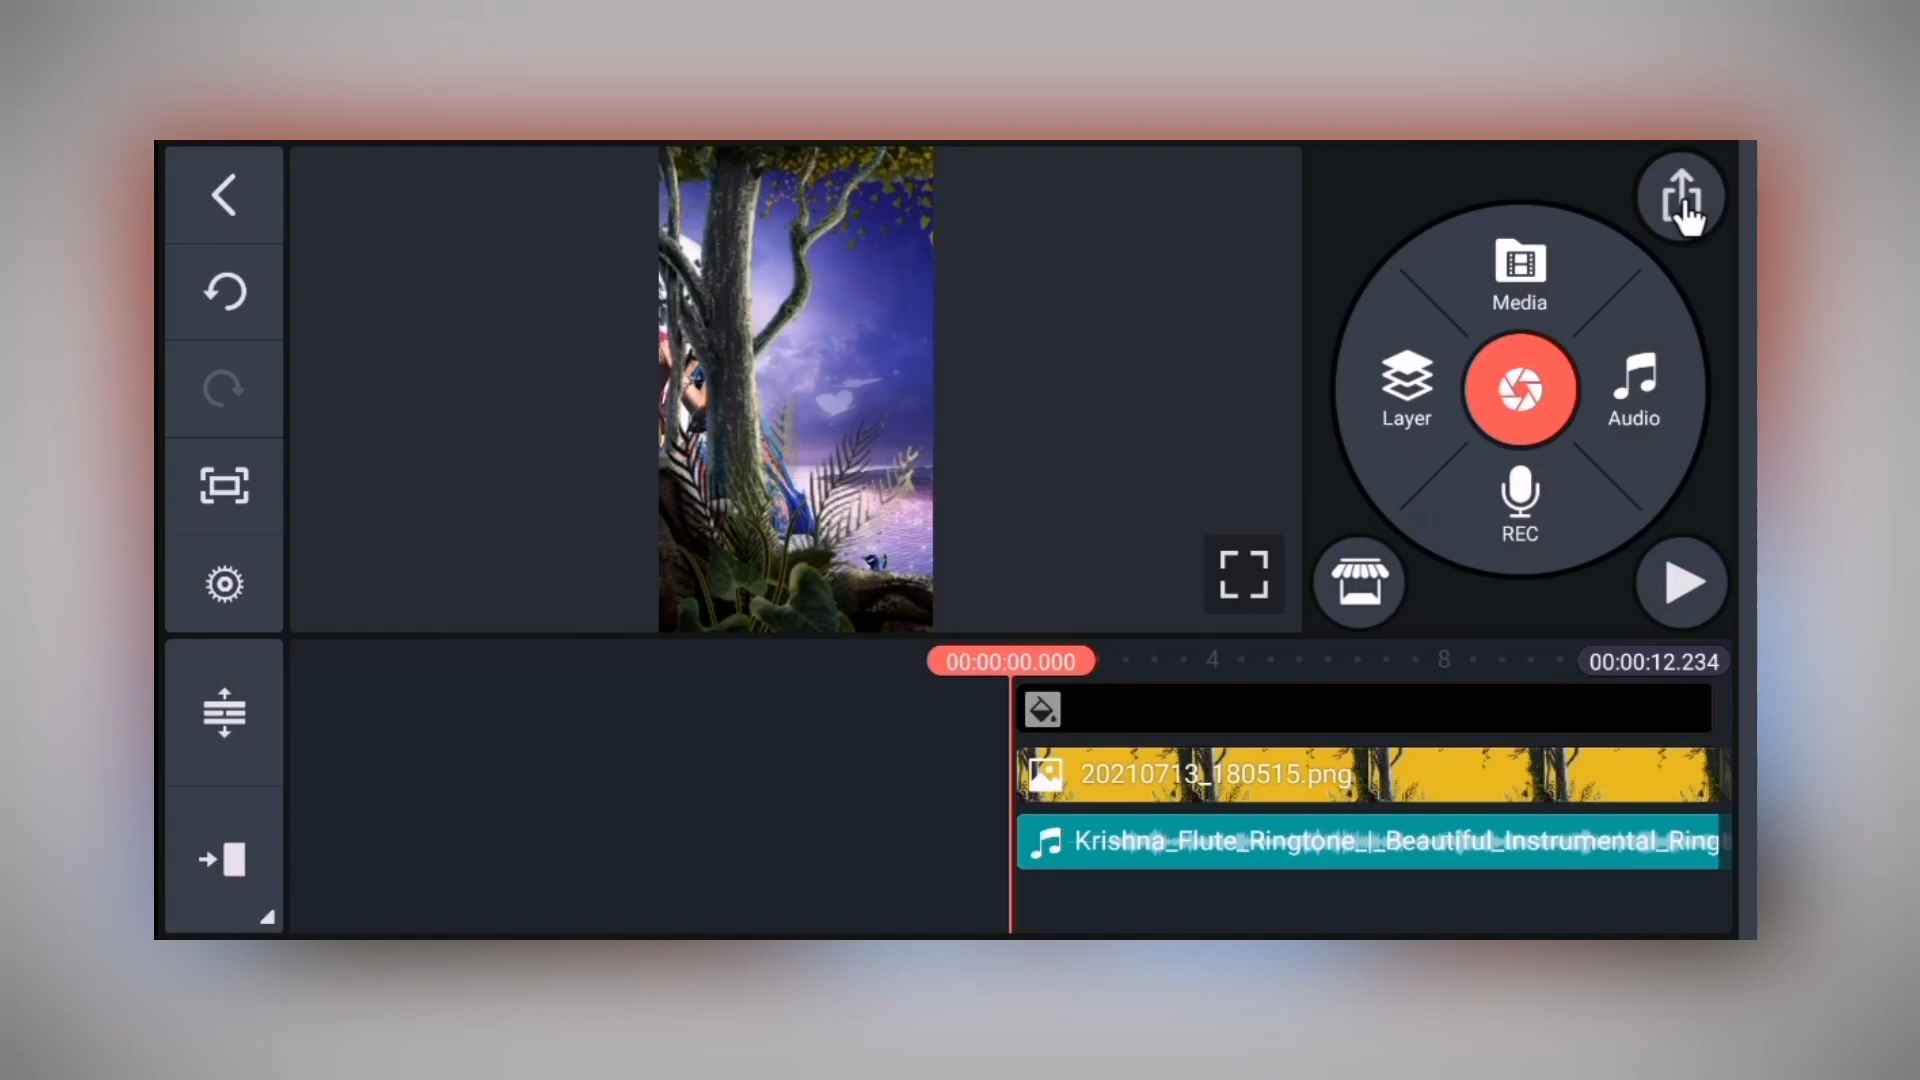 Media
Layer
Audio
REC
00:00:00.000
4
8
00:00:12.234
20210713_180515.png
Krishna_Flute_Ringtone_|_Beautiful_Instrumental_Ring